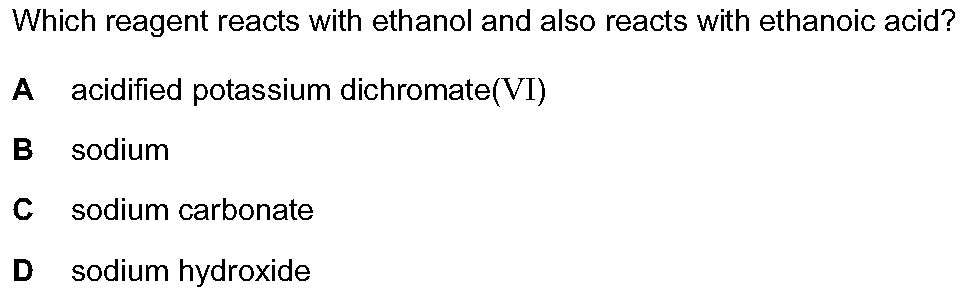 Which reagent reacts with ethanol and also reacts with ethanoic acid?
A acidified potassium dichromate(VI)
B sodium
C sodium carbonate
D sodium hydroxide